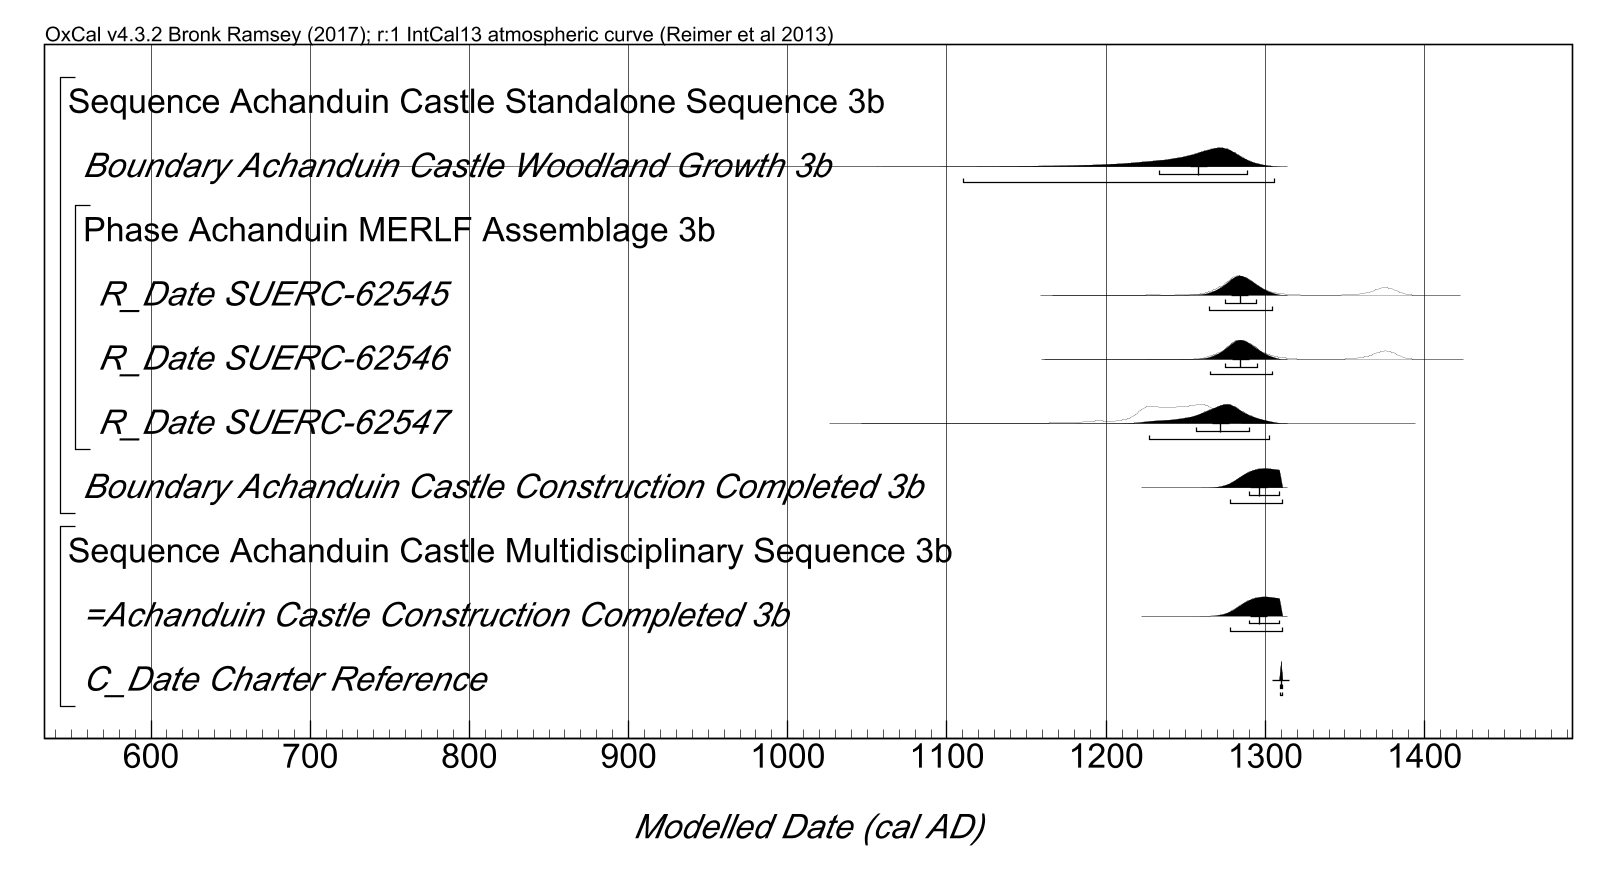 OxCal v4.3.2 Bronk Ramsey (2017); r:1 IntCal13 atmospheric curve (Reimer et al 2013)
Sequence Achanduin Castle Standalone Sequence 3b
Boundary Achanduin Castle Woodland Growth 3b
Phase Achanduin MERLF Assemblage 3b
R_Date SUERC-62545
R_Date SUERC-62546
R_Date SUERC-62547
Boundary Achanduin Castle Construction Completed 3b
Sequence Achanduin Castle Multidisciplinary Sequence 3b
=Achanduin Castle Construction Completed 3b
C_Date Charter Reference
600 700 800 900 1000 1100 1200 1300 1400
Modelled Date (cal AD)